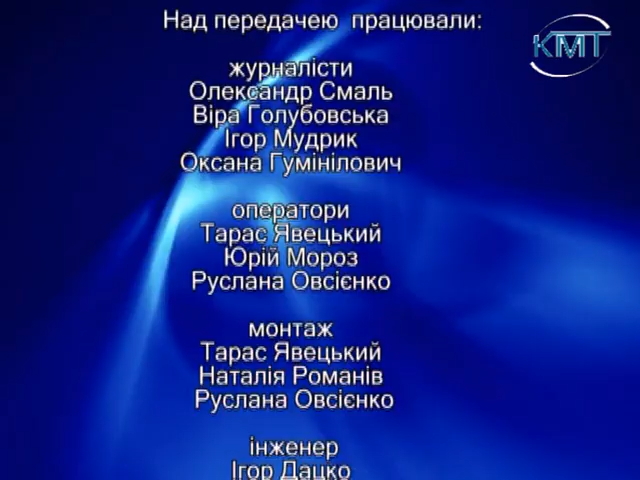 Над передачею працювали:
КМТ
журналісти
Олександр Смаль
Віра Голубовська
Ігор Мудрик
Оксана Гумінілович
оператори
Тарас Явецький
Юрій Мороз
Руслана Овсієнко
монтаж
Тарас Явецький
Наталія Романів
Руслана Овсієнко
інженер
Ігор Дацко